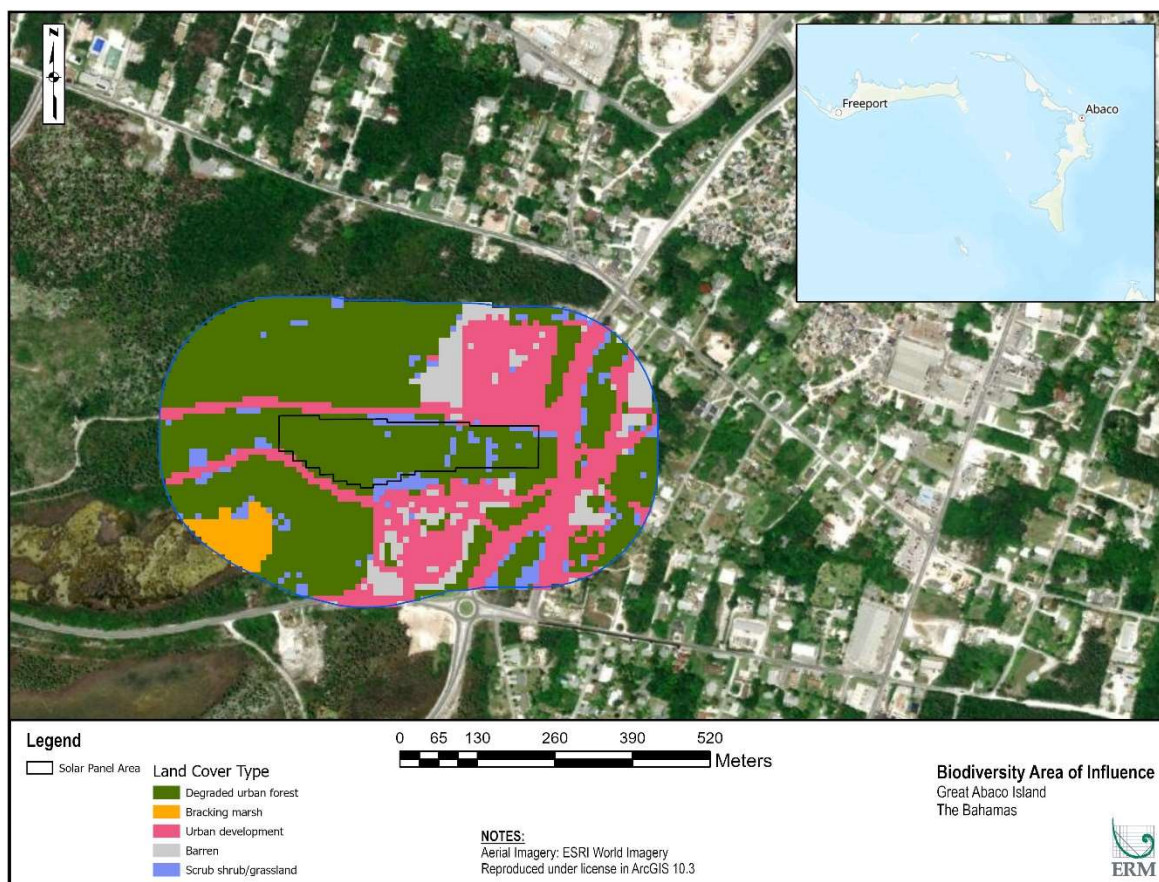 N
Freeport
Abaco
Legend
Solar Panel Area
Land Cover Type
Degraded urban forest
Bracking marsh
Urban development
Barren
Scrub shrub/grassland
0 65 130 260 390 520
Meters
NOTES:
Aerial Imagery: ESRI World Imagery
Reproduced under license in ArcGIS 10.3
Biodiversity Area of Influence
Great Abaco Island
The Bahamas
ERM